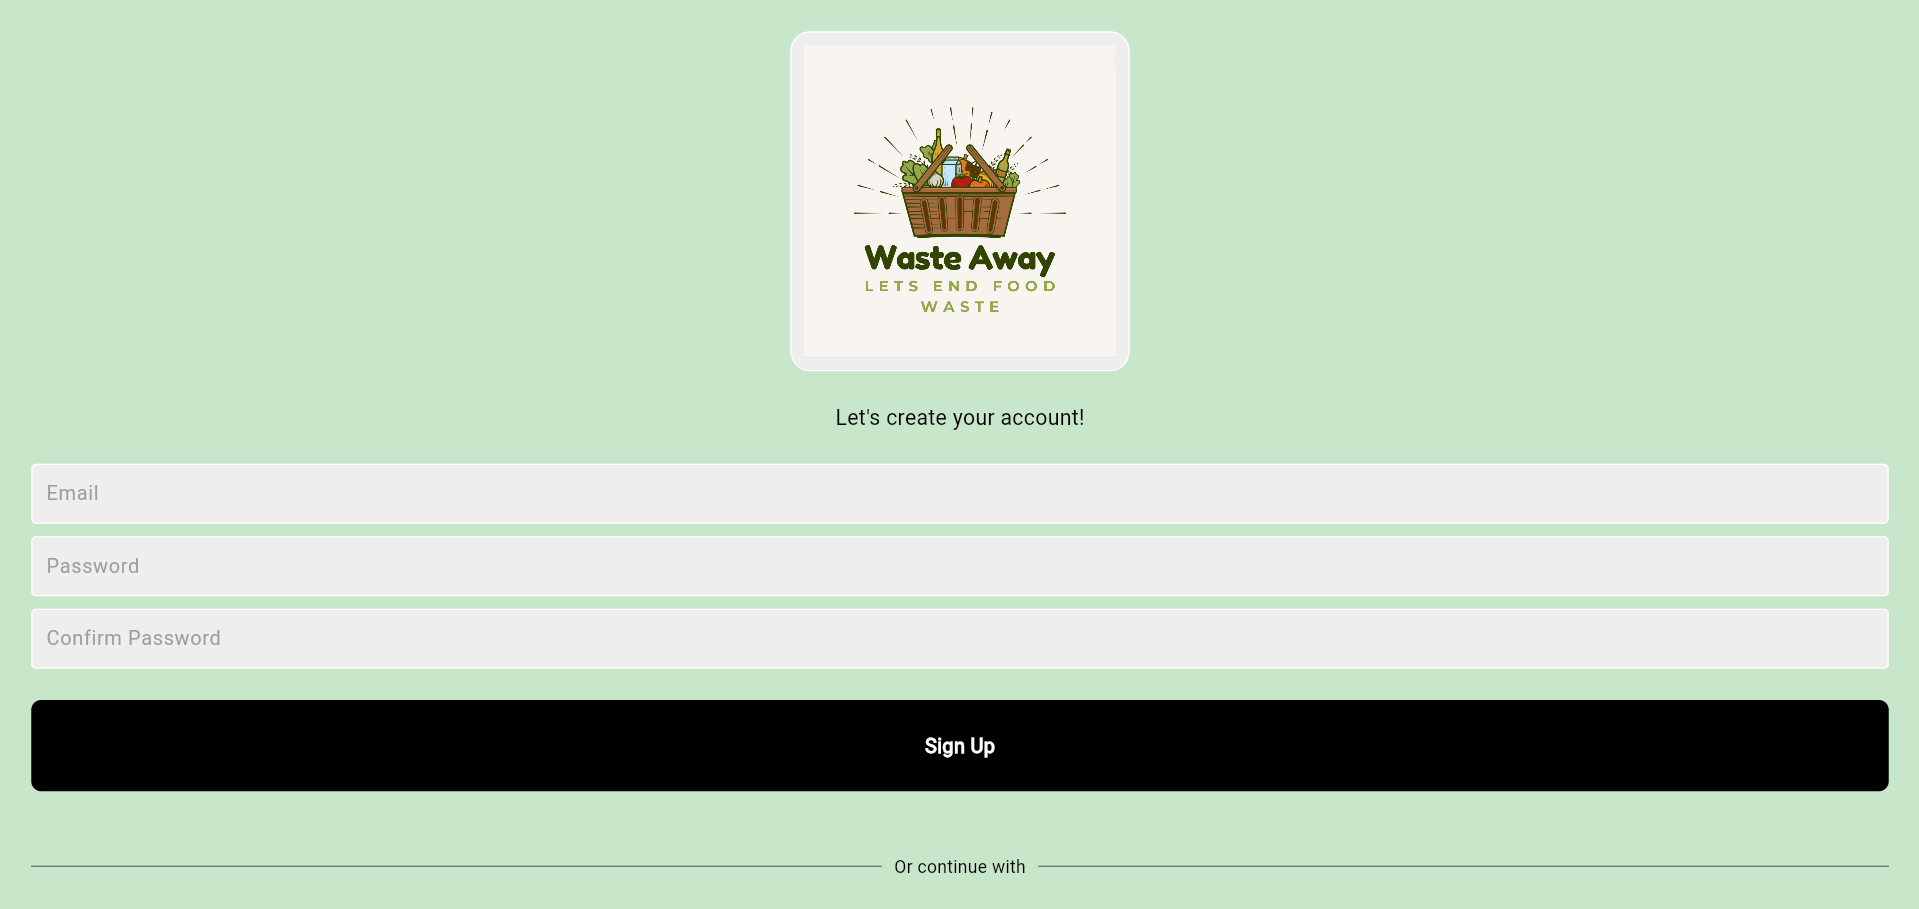 Waste Away
LETS END FOOD
WASTE
Let's create your account!
Email
Password
Confirm Password
Sign Up
Or continue with